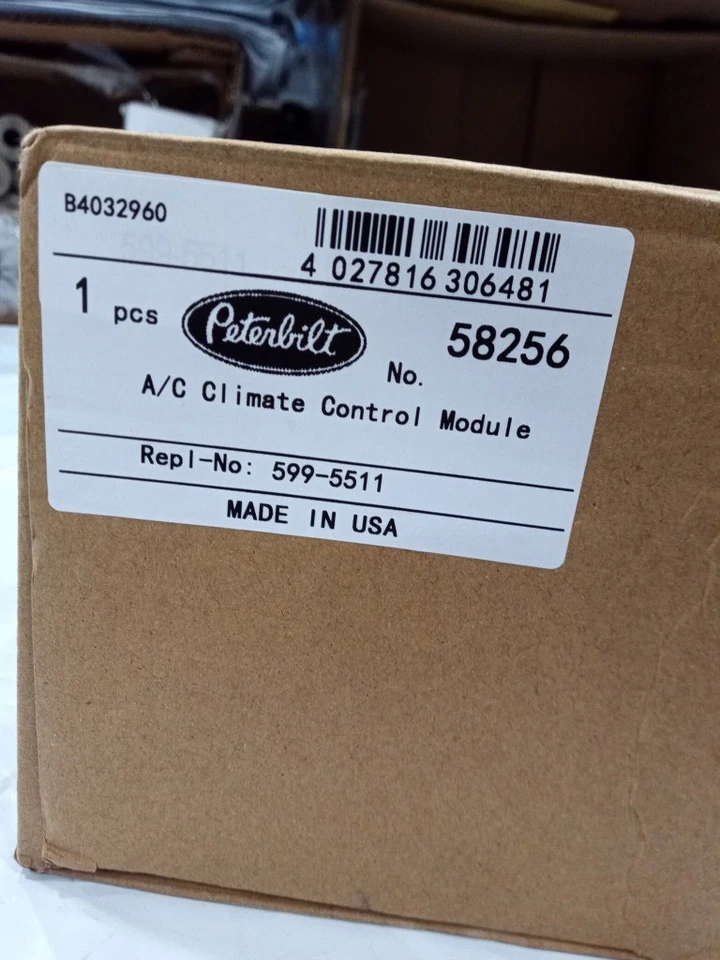 B4032960
4 027816 306481
1 pcs
Peterbilt
No. 58256
A/C Climate Control Module
Repl-No: 599-5511
MADE IN USA